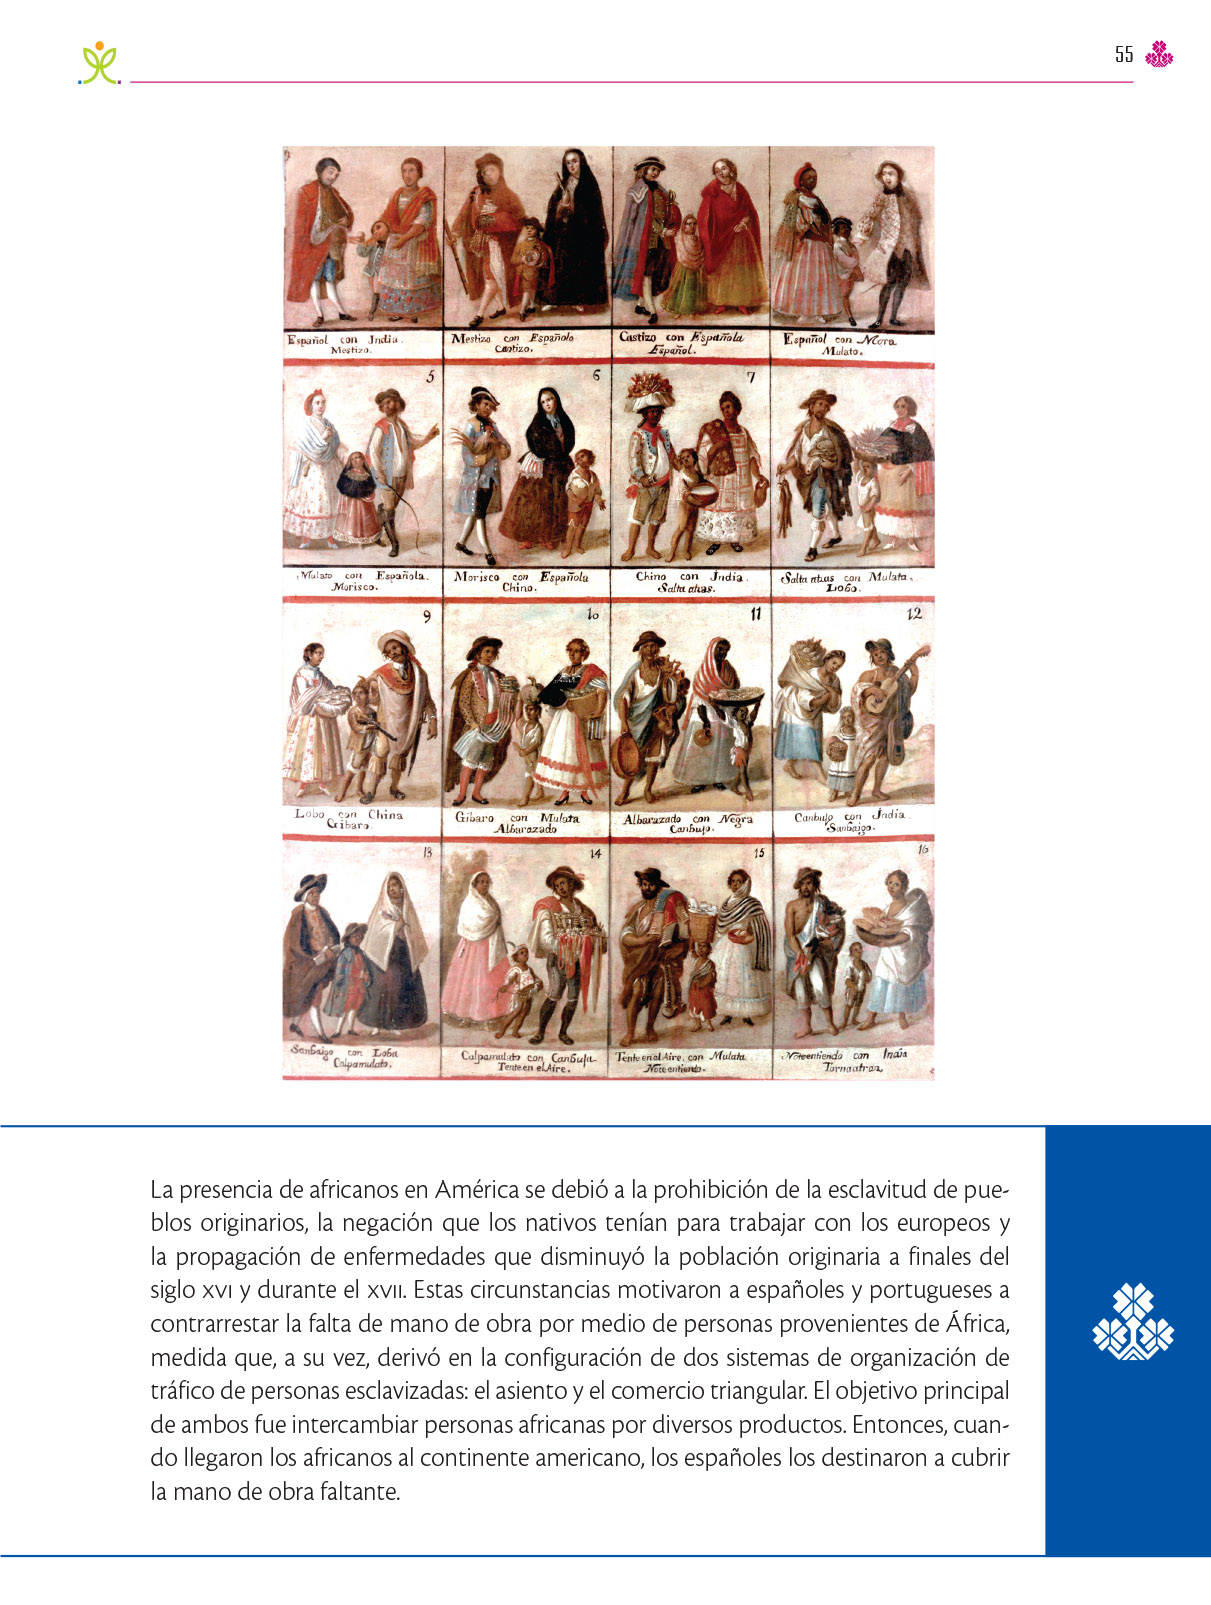 55
Español con India.
Mestizo.
Mestizo con Española
Castizo.
Castizo con Española
Español.
Español con Mora
Mulato.
5
6
7
Mulato con Española.
Morisco.
Morisco con Española
Chino.
Chino con India.
Salta atras.
Salta atras con Mulata.
Lobo.
9
10
11
12
Lobo con China
Gibaro.
Gibaro con Mulata
Albarazado
Albarazado con Negra
Canbujo.
Canbujo con India.
Sanbaigo.
13
14
15
16
Sanbaigo con Loba
Calpamulato.
Calpamulato con Canbuja
Tente en el Aire.
Tente en el Aire. con Mulata
Noteentiendo.
Noteentiendo con India
Tornaatras
La presencia de africanos en América se debió a la prohibición de la esclavitud de pue-
blos originarios, la negación que los nativos tenían para trabajar con los europeos y
la propagación de enfermedades que disminuyó la población originaria a finales del
siglo XVI y durante el XVII. Estas circunstancias motivaron a españoles y portugueses a
contrarrestar la falta de mano de obra por medio de personas provenientes de África,
medida que, a su vez, derivó en la configuración de dos sistemas de organización de
tráfico de personas esclavizadas: el asiento y el comercio triangular. El objetivo principal
de ambos fue intercambiar personas africanas por diversos productos. Entonces, cuan-
do llegaron los africanos al continente americano, los españoles los destinaron a cubrir
la mano de obra faltante.